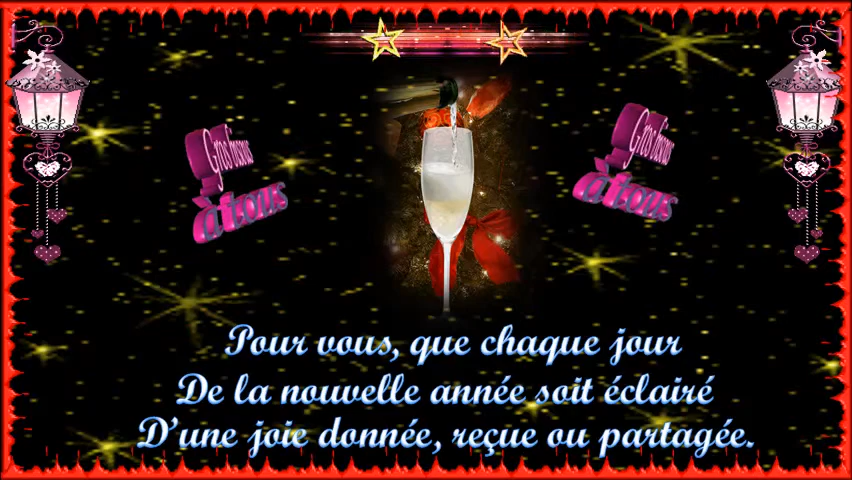 Gros bisous
à tous
Gros bisous
à tous
Pour vous, que chaque jour
De la nouvelle année soit éclairé
D'une joie donnée, reçue ou partagée.